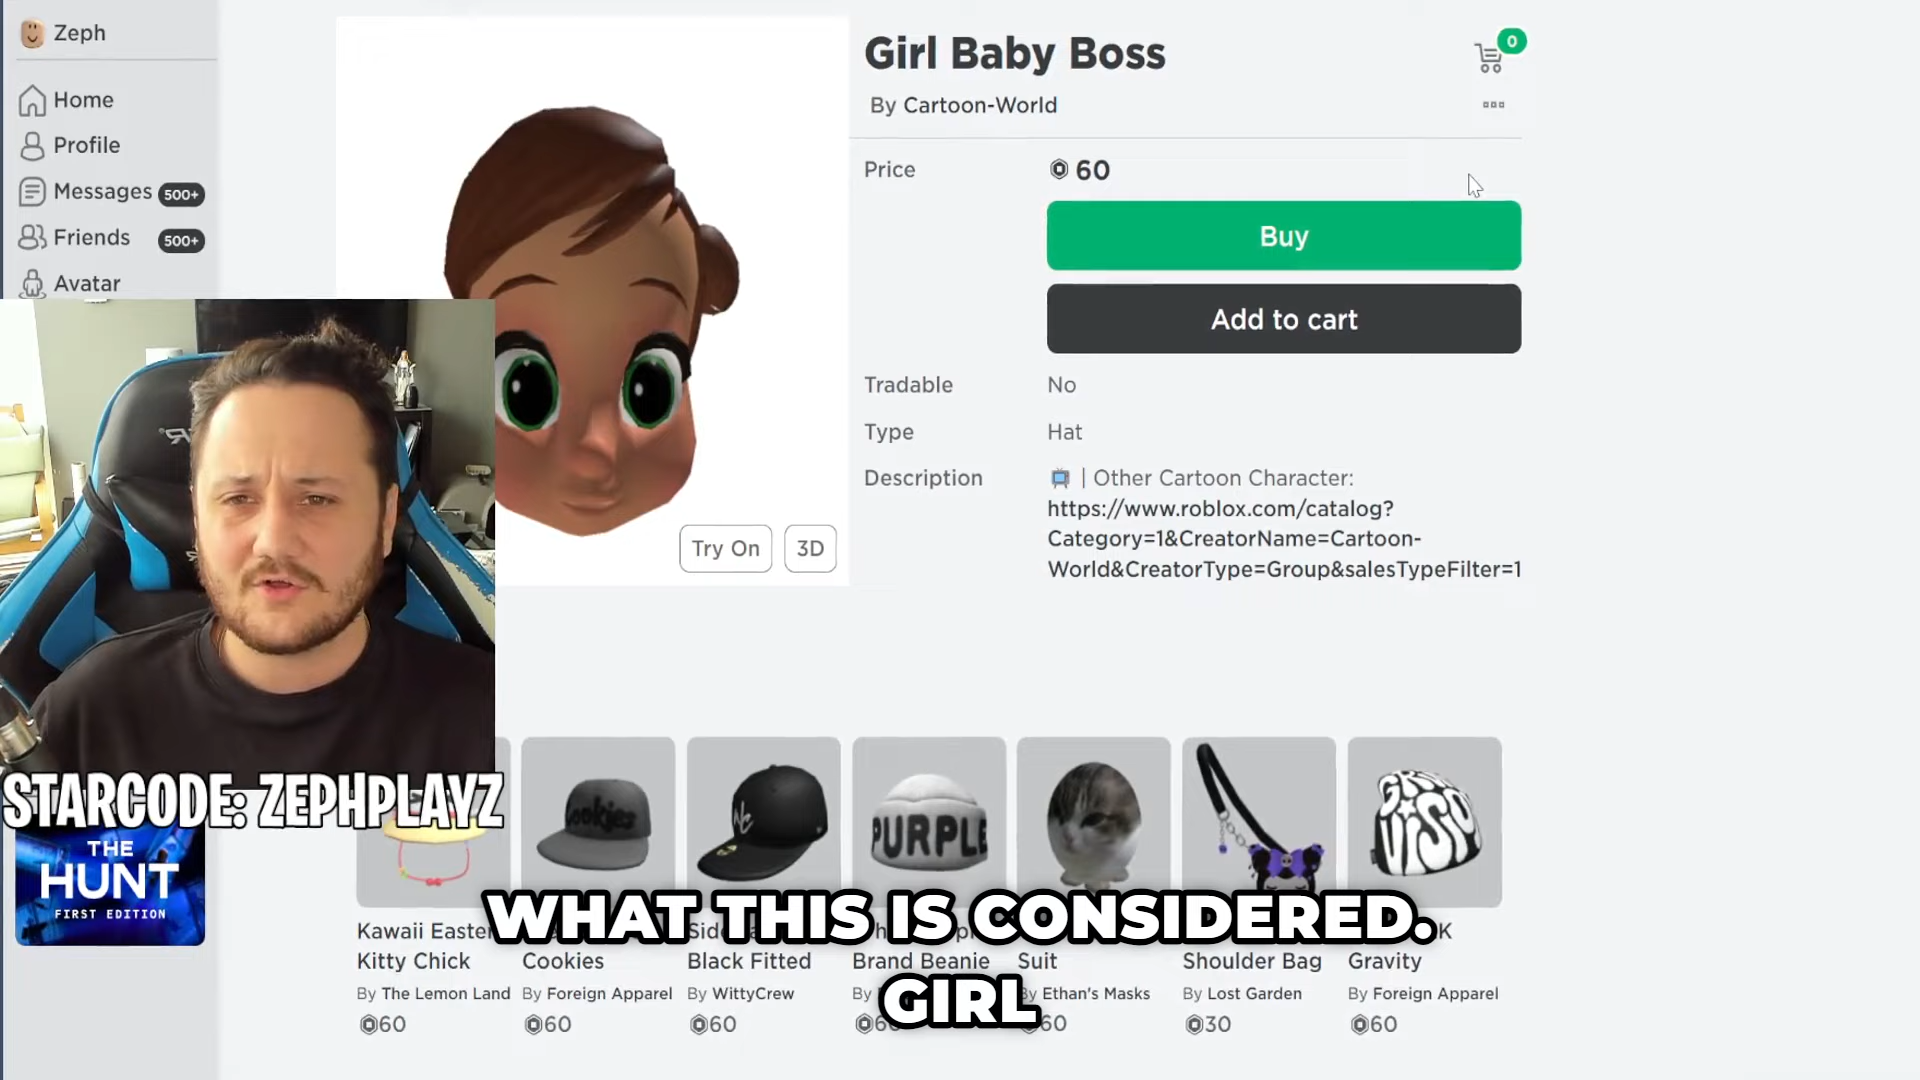 Zeph
Home
Profile
Messages 500+
Friends 500+
Avatar
Girl Baby Boss
0
By Cartoon-World
Price
60
Buy
Add to cart
Tradable
No
Type
Hat
Description
| Other Cartoon Character:
https://www.roblox.com/catalog?
Category=1&CreatorName=Cartoon-
World&CreatorType=Group&salesTypeFilter=1
Try On
3D
STARCODE: ZEPHPLAYZ
THE
HUNT
FIRST EDITION
Cookies
PURPLE
WHAT THIS IS CONSIDERED.
GIRL
Kawaii Easter
Kitty Chick
By The Lemon Land
60
Cookies
By Foreign Apparel
60
Black Fitted
By WittyCrew
60
Brand Beanie
By
Suit
By Ethan's Masks
60
Shoulder Bag
By Lost Garden
30
K
Gravity
By Foreign Apparel
60